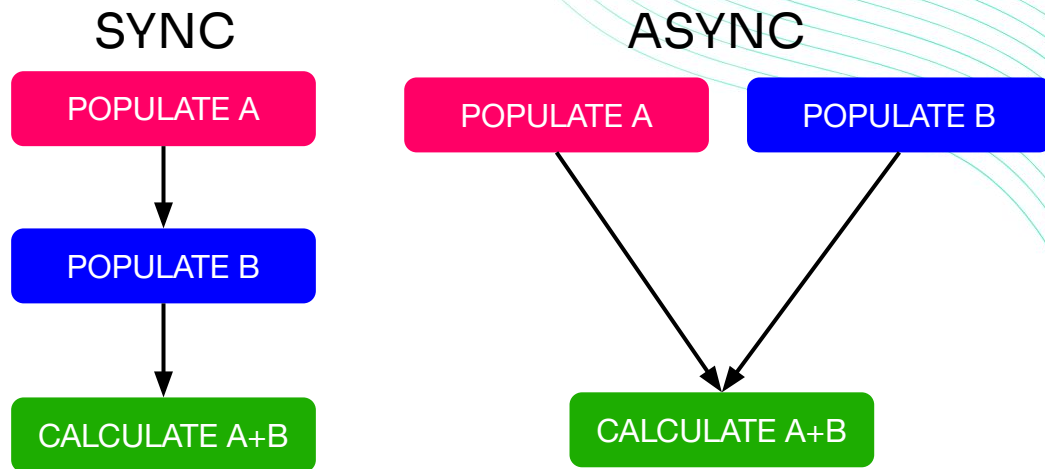 SYNC
POPULATE A
POPULATE B
CALCULATE A+B
ASYNC
POPULATE A
POPULATE B
CALCULATE A+B